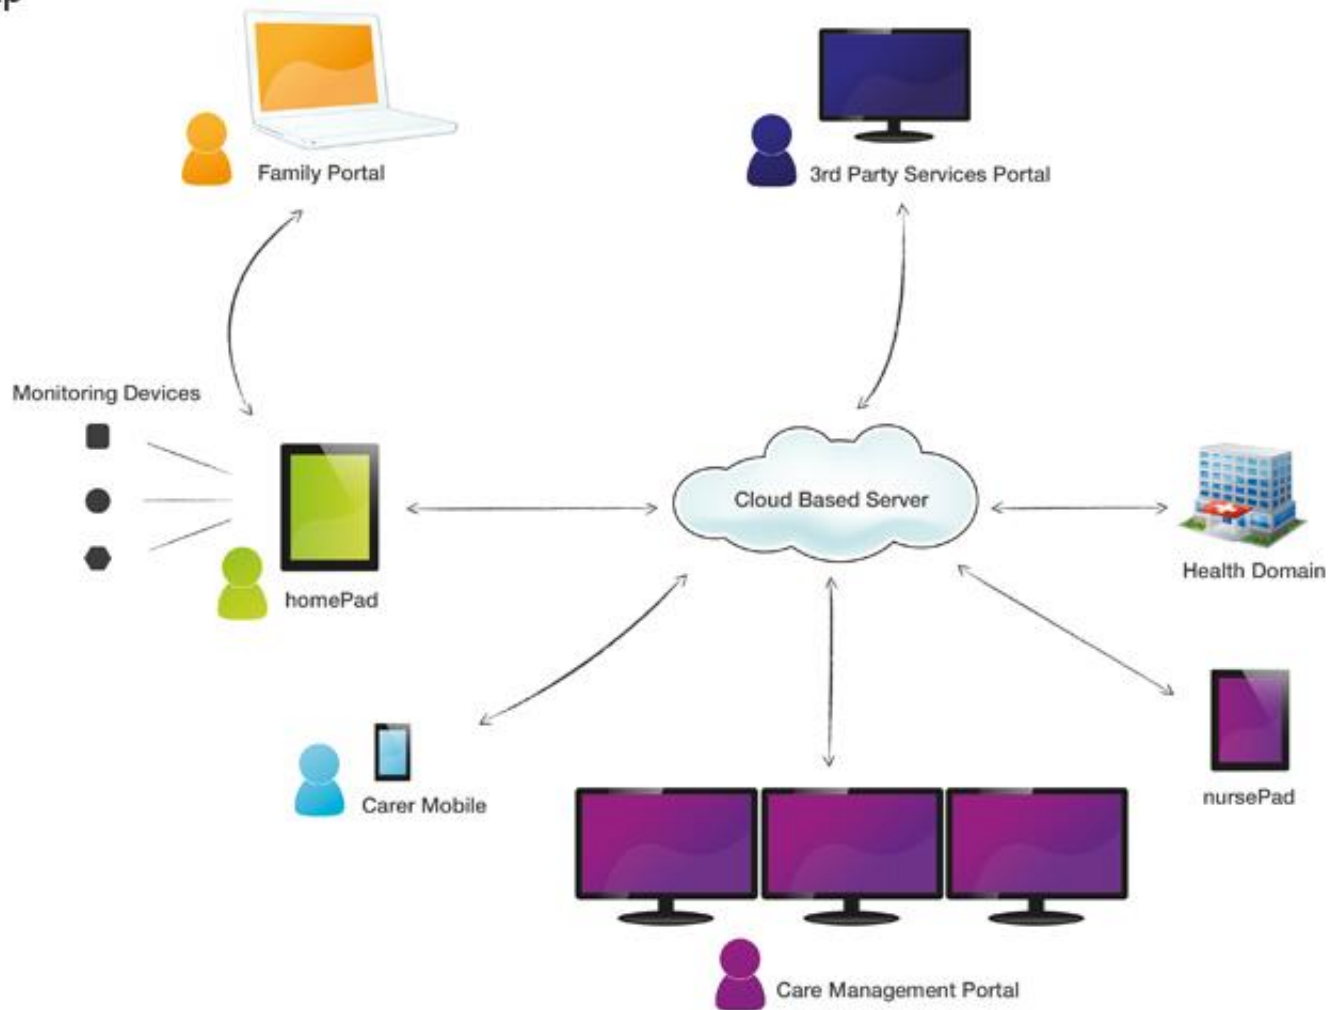 Family Portal
3rd Party Services Portal
Monitoring Devices
Cloud Based Server
Health Domain
homePad
nursePad
Carer Mobile
Care Management Portal